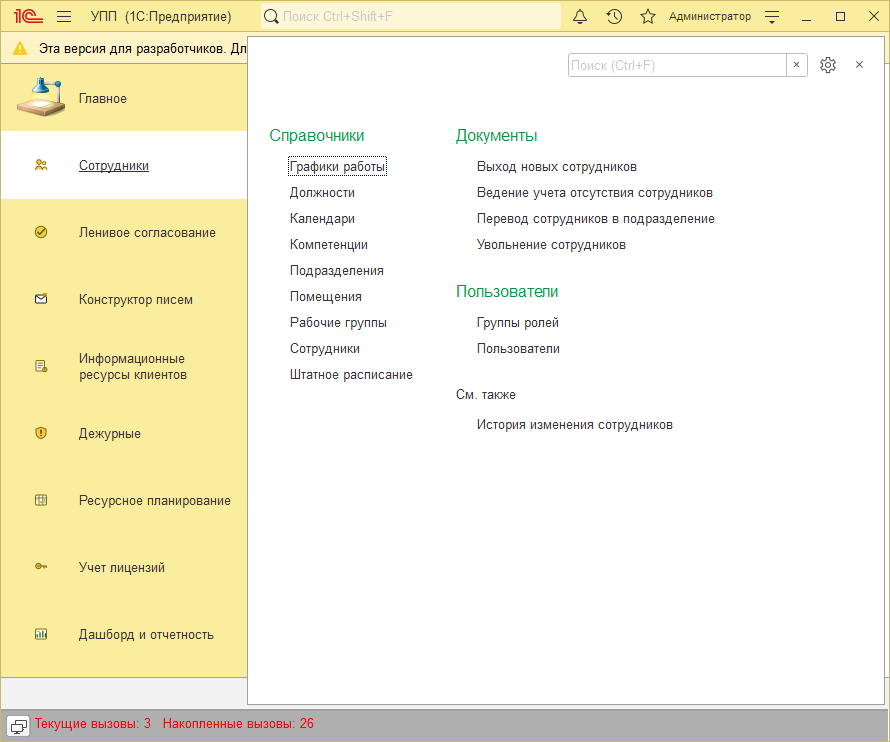 1С УПП (1С:Предприятие) Поиск Ctrl+Shift+F Администратор
Эта версия для разработчиков. Дл
Поиск (Ctrl+F)
Главное
Сотрудники
Ленивое согласование
Конструктор писем
Информационные
ресурсы клиентов
Дежурные
Ресурсное планирование
Учет лицензий
Дашборд и отчетность
Справочники
Графики работы
Должности
Календари
Компетенции
Подразделения
Помещения
Рабочие группы
Сотрудники
Штатное расписание
Документы
Выход новых сотрудников
Ведение учета отсутствия сотрудников
Перевод сотрудников в подразделение
Увольнение сотрудников
Пользователи
Группы ролей
Пользователи
См. также
История изменения сотрудников
Текущие вызовы: 3 Накопленные вызовы: 26